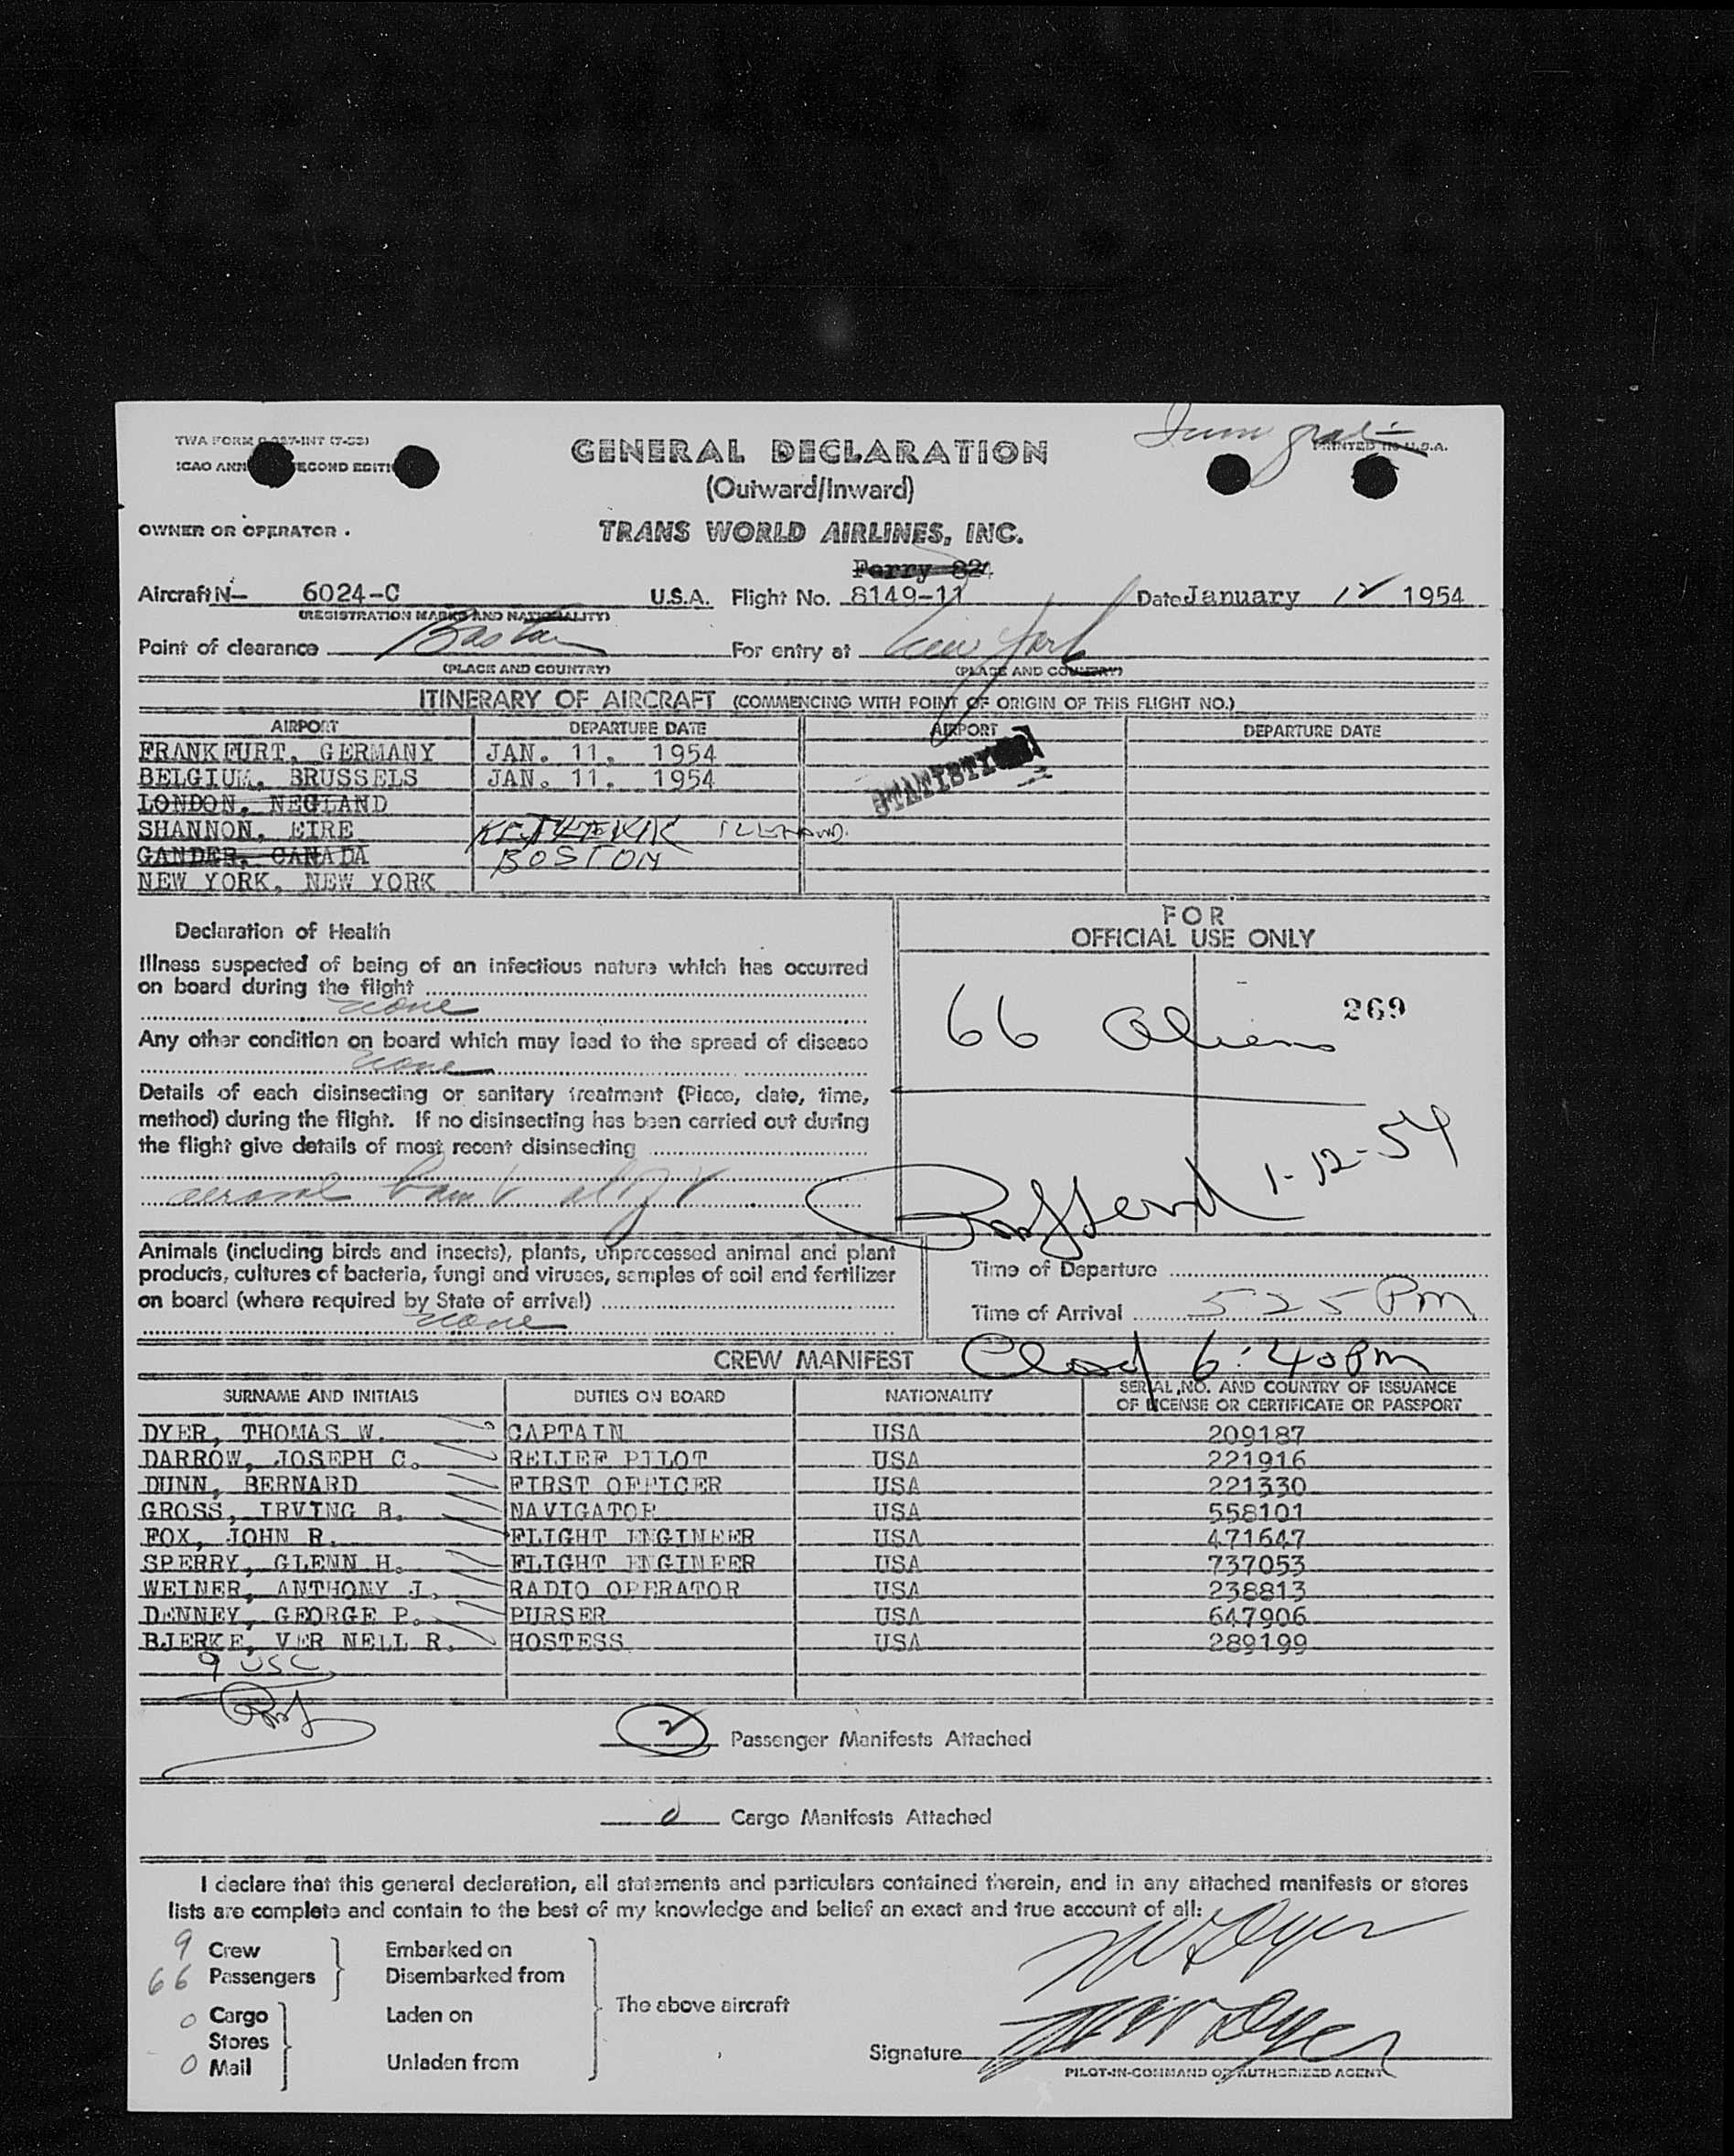 TWA FORM
PRINTED IN U.S.A.
ICAO ANN SECOND EDITI
GENERAL DECLARATION
(Outward/Inward)
OWNER OR OPERATOR .
TRANS WORLD AIRLINES, INC.
Ferry 824
Aircraft N- 6024-C U.S.A. Flight No. 8149-11 Date January 12 1954
(REGISTRATION MARKS AND NATIONALITY)
Point of clearance Boston For entry at New York
(PLACE AND COUNTRY) (PLACE AND COUNTRY)
ITINERARY OF AIRCRAFT (COMMENCING WITH POINT OF ORIGIN OF THIS FLIGHT NO.)
AIRPORT DEPARTURE DATE AIRPORT DEPARTURE DATE
FRANKFURT, GERMANY JAN. 11, 1954
BELGIUM, BRUSSELS JAN. 11. 1954
LONDON, NEGLAND
SHANNON, EIRE
GANDER, CANADA BOSTON
NEW YORK, NEW YORK
Declaration of Health
FOR
OFFICIAL USE ONLY
Illness suspected of being of an infectious nature which has occurred
on board during the flight
none
Any other condition on board which may lead to the spread of disease
none
Details of each disinsecting or sanitary treatment (Place, date, time,
method) during the flight. If no disinsecting has been carried out during
the flight give details of most recent disinsecting
aerosol bomb
66 Aliens 269
1-12-54
Animals (including birds and insects), plants, unprocessed animal and plant
products, cultures of bacteria, fungi and viruses, samples of soil and fertilizer
on board (where required by State of arrival)
none
Time of Departure
Time of Arrival 525 PM
CREW MANIFEST Clead 6:40 PM
SURNAME AND INITIALS DUTIES ON BOARD NATIONALITY SERIAL NO. AND COUNTRY OF ISSUANCE
OF LICENSE OR CERTIFICATE OR PASSPORT
DYER, THOMAS W. CAPTAIN USA 209187
DARROW, JOSEPH C. RELIEF PILOT USA 221916
DUNN, BERNARD FIRST OFFICER USA 221330
GROSS, IRVING B. NAVIGATOR USA 558101
FOX, JOHN R. FLIGHT ENGINEER USA 471647
SPERRY, GLENN H. FLIGHT ENGINEER USA 737053
WEINER, ANTHONY J. RADIO OPERATOR USA 238813
DENNEY, GEORGE P. PURSER USA 647906
BJERKE, VER NELL R. HOSTESS USA 289199
9 USC
2 Passenger Manifests Attached
0 Cargo Manifests Attached
I declare that this general declaration, all statements and particulars contained therein, and in any attached manifests or stores
lists are complete and contain to the best of my knowledge and belief an exact and true account of all:
9 Crew Embarked on
66 Passengers Disembarked from
The above aircraft
0 Cargo Laden on
Stores
0 Mail Unladen from
Signature TW Dyer
PILOT-IN-COMMAND OR AUTHORIZED AGENT